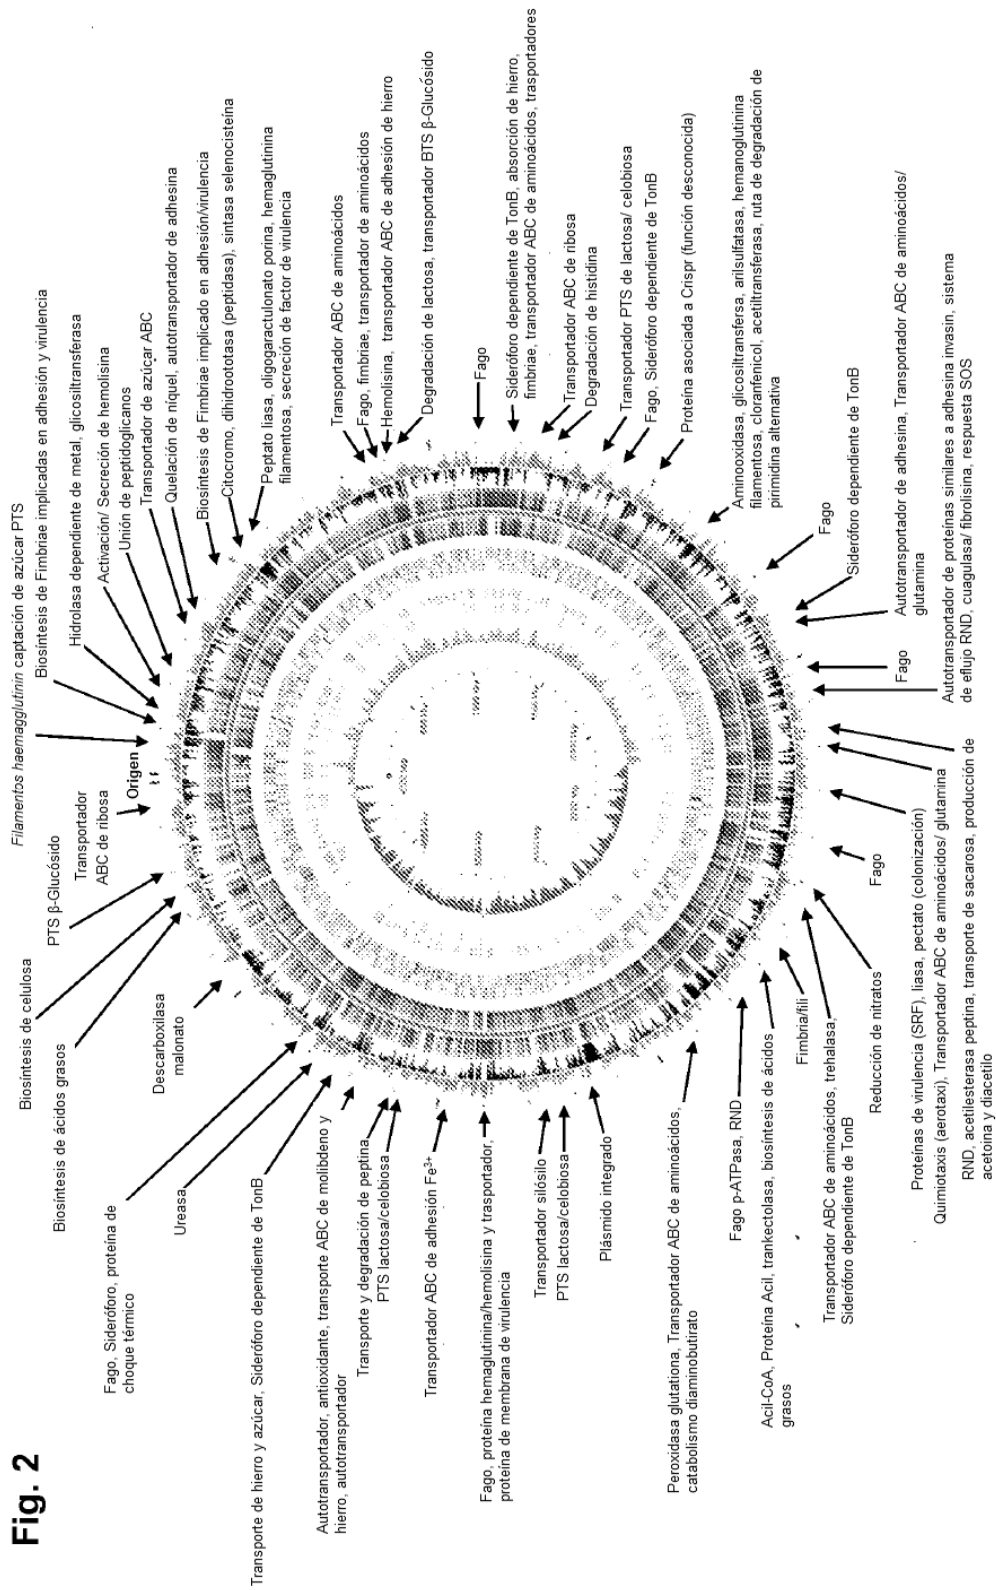 Fig. 2
Filamentos haemagglutinin captación de azúcar PTS
Biosíntesis de Fimbriae implicadas en adhesión y virulencia
Hidrolasa dependiente de metal, glicosiltransferasa
Activación/ Secreción de hemolisina
Unión de peptidoglicanos
Transportador de azúcar ABC
Quelación de níquel, autotransportador de adhesina
Biosíntesis de Fimbriae implicado en adhesión/virulencia
Citocromo, dihidroototasa (peptidasa), sintasa selenocisteína
Peptato liasa, oligogaractulonato porina, hemaglutinina
filamentosa, secreción de factor de virulencia
Transportador ABC de aminoácidos
Fago, fimbriae, transportador de aminoácidos
Hemolisina, transportador ABC de adhesión de hierro
Degradación de lactosa, transportador BTS β-Glucósido
Fago
Sideróforo dependiente de TonB, absorción de hierro,
fimbriae, transportador ABC de aminoácidos, trasportadores
Transportador ABC de ribosa
Degradación de histidina
Transportador PTS de lactosa/ celobiosa
Fago, Sideróforo dependiente de TonB
Proteína asociada a Crispr (función desconocida)
Aminooxidasa, glicosiltransfersa, arilsulfatasa, hemanoglutinina
filamentosa, cloranfenicol, acetiltransferasa, ruta de degradación de
pirimidina alternativa
Fago
Sideróforo dependiente de TonB
Autotransportador de adhesina, Transportador ABC de aminoácidos/
glutamina
Fago
Autotransportador de proteínas similares a adhesina invasin, sistema
de eflujo RND, cuagulasa/ fibrolisina, respuesta SOS
RND, acetilesterasa peptina, transporte de sacarosa, producción de
acetoina y diacetilo
Quimiotaxis (aerotaxi), Transportador ABC de aminoácidos/ glutamina
Proteínas de virulencia (SRF), liasa, pectato (colonización)
Fago
Reducción de nitratos
Transportador ABC de aminoácidos, trehalasa,
Sideróforo dependiente de TonB
Fimbria/fili
Acil-CoA, Proteína Acil, trankectolasa, biosíntesis de ácidos
grasos
Fago p-ATPasa, RND
Peroxidasa glutationa, Transportador ABC de aminoácidos,
catabolismo diaminobutirato
Plásmido integrado
PTS lactosa/celobiosa
Transportador silósilo
Fago, proteína hemaglutinina/hemolisina y trasportador,
proteína de membrana de virulencia
Transportador ABC de adhesión Fe³⁺
PTS lactosa/celobiosa
Transporte y degradación de peptina
Autotransportador, antioxidante, transporte ABC de molibdeno y
hierro, autotransportador
Transporte de hierro y azúcar, Sideróforo dependiente de TonB
Ureasa
Fago, Sideróforo, proteína de
choque térmico
Descarboxilasa
malonato
Biosíntesis de ácidos grasos
Biosíntesis de celulosa
PTS β-Glucósido
Transportador
ABC de ribosa
Origen